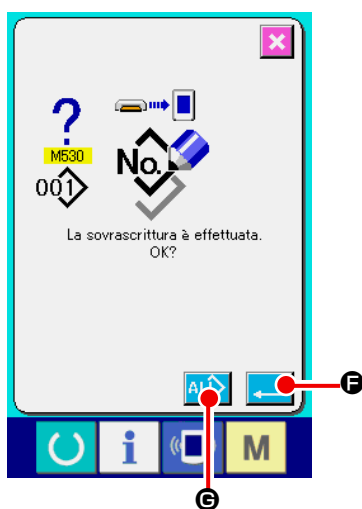 ?
M530
No.
001
La sovrascrittura è effettuata.
OK?
ALL
F
i
M
G